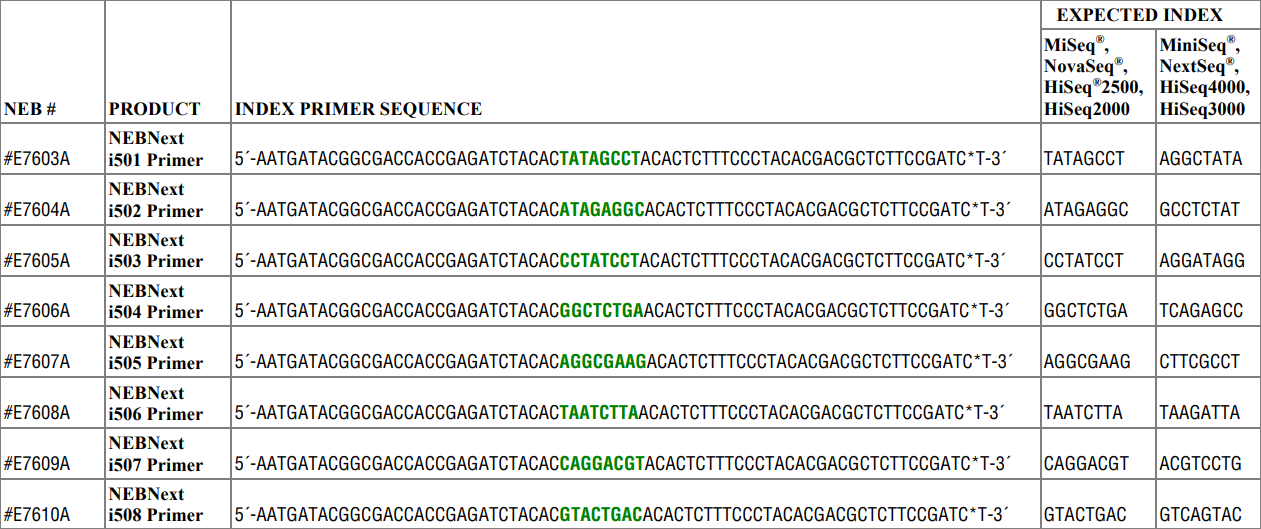 EXPECTED INDEX
NEB #
PRODUCT
INDEX PRIMER SEQUENCE
MiSeq®,
NovaSeq®,
HiSeq®2500,
HiSeq2000
MiniSeq®,
NextSeq®,
HiSeq4000,
HiSeq3000
#E7603A
NEBNext
i501 Primer
5´-AATGATACGGCGACCACCGAGATCTACACTATAGCCTACACTCTTTCCCTACACGACGCTCTTCCGATC*T-3´
TATAGCCT
AGGCTATA
#E7604A
NEBNext
i502 Primer
5´-AATGATACGGCGACCACCGAGATCTACACATAGAGGCACACTCTTTCCCTACACGACGCTCTTCCGATC*T-3´
ATAGAGGC
GCCTCTAT
#E7605A
NEBNext
i503 Primer
5´-AATGATACGGCGACCACCGAGATCTACACCCTATCCTACACTCTTTCCCTACACGACGCTCTTCCGATC*T-3´
CCTATCCT
AGGATAGG
#E7606A
NEBNext
i504 Primer
5´-AATGATACGGCGACCACCGAGATCTACACGGCTCTGAACACTCTTTCCCTACACGACGCTCTTCCGATC*T-3´
GGCTCTGA
TCAGAGCC
#E7607A
NEBNext
i505 Primer
5´-AATGATACGGCGACCACCGAGATCTACACAGGCGAAGACACTCTTTCCCTACACGACGCTCTTCCGATC*T-3´
AGGCGAAG
CTTCGCCT
#E7608A
NEBNext
i506 Primer
5´-AATGATACGGCGACCACCGAGATCTACACTAATCTTAACACTCTTTCCCTACACGACGCTCTTCCGATC*T-3´
TAATCTTA
TAAGATTA
#E7609A
NEBNext
i507 Primer
5´-AATGATACGGCGACCACCGAGATCTACACCAGGACGTACACTCTTTCCCTACACGACGCTCTTCCGATC*T-3´
CAGGACGT
ACGTCCTG
#E7610A
NEBNext
i508 Primer
5´-AATGATACGGCGACCACCGAGATCTACACGTACTGACACACTCTTTCCCTACACGACGCTCTTCCGATC*T-3´
GTACTGAC
GTCAGTAC